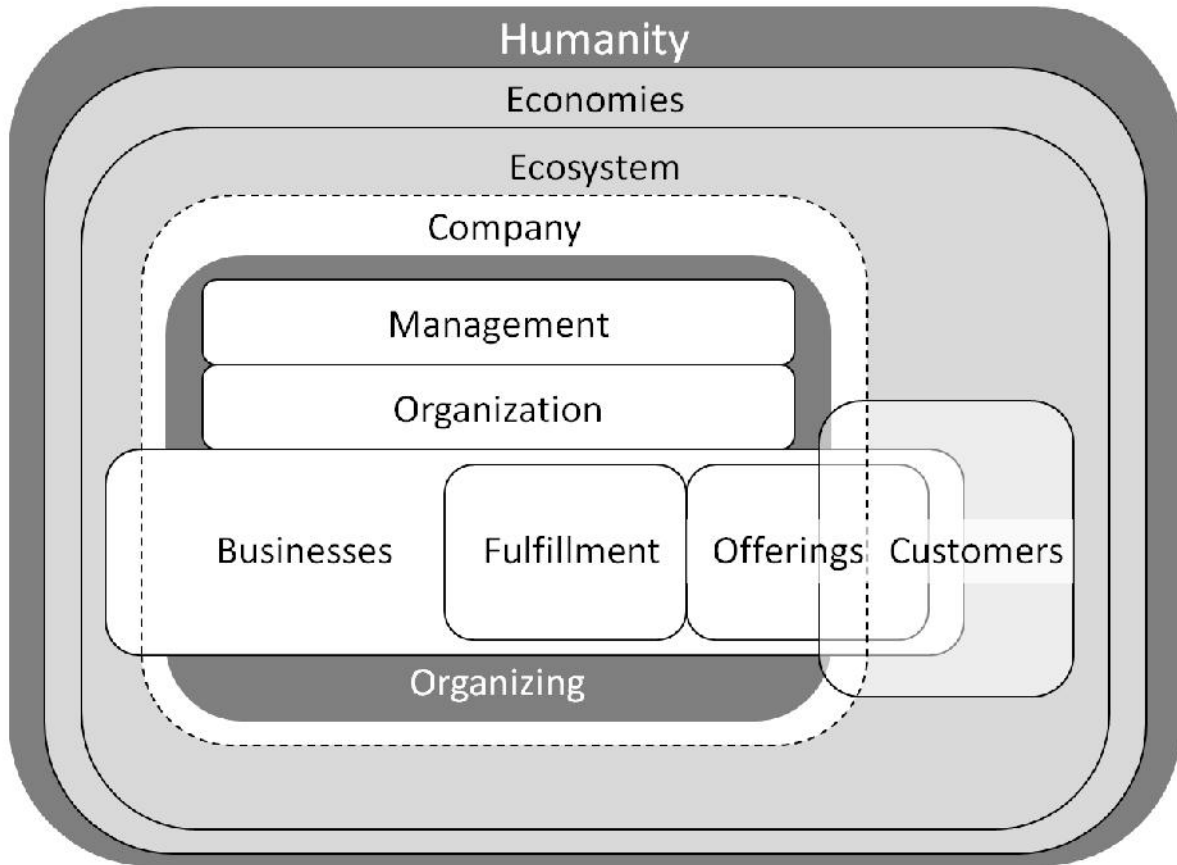 Humanity
Economies
Ecosystem
Company
Management
Organization
Businesses Fulfillment Offerings Customers
Organizing